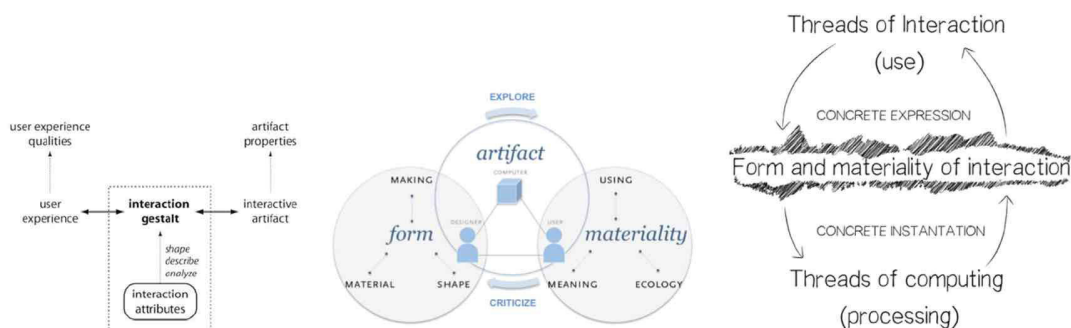 user experience
qualities
artifact
properties
user
experience
interaction
gestalt
interactive
artifact
shape
describe
analyze
interaction
attributes
EXPLORE
artifact
COMPUTER
MAKING
USING
DESIGNER
USER
form
materiality
MATERIAL
SHAPE
MEANING
ECOLOGY
CRITICIZE
Threads of Interaction
(use)
CONCRETE EXPRESSION
Form and materiality of interaction
CONCRETE INSTANTATION
Threads of computing
(processing)